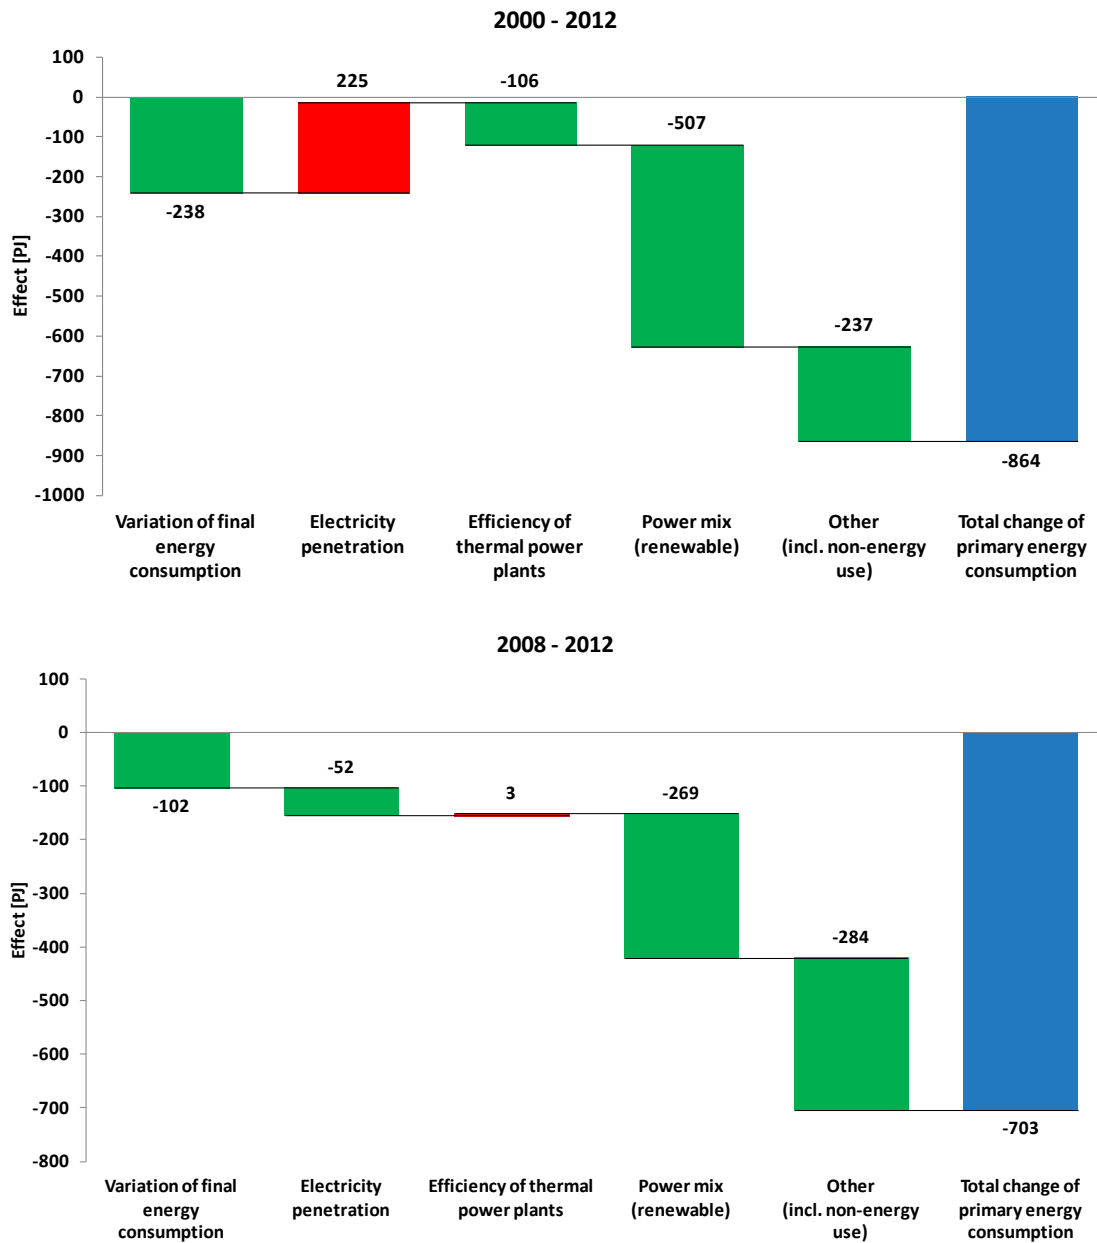 2000 - 2012
100
0
-100
-200
-300
-400
-500
-600
-700
-800
-900
-1000
Effect [PJ]
-238
225
-106
-507
-237
-864
Variation of final
energy
consumption
Electricity
penetration
Efficiency of
thermal power
plants
Power mix
(renewable)
Other
(incl. non-energy
use)
Total change of
primary energy
consumption
2008 - 2012
100
0
-100
-200
-300
-400
-500
-600
-700
-800
Effect [PJ]
-102
-52
3
-269
-284
-703
Variation of final
energy
consumption
Electricity
penetration
Efficiency of thermal
power plants
Power mix
(renewable)
Other
(incl. non-energy
use)
Total change of
primary energy
consumption